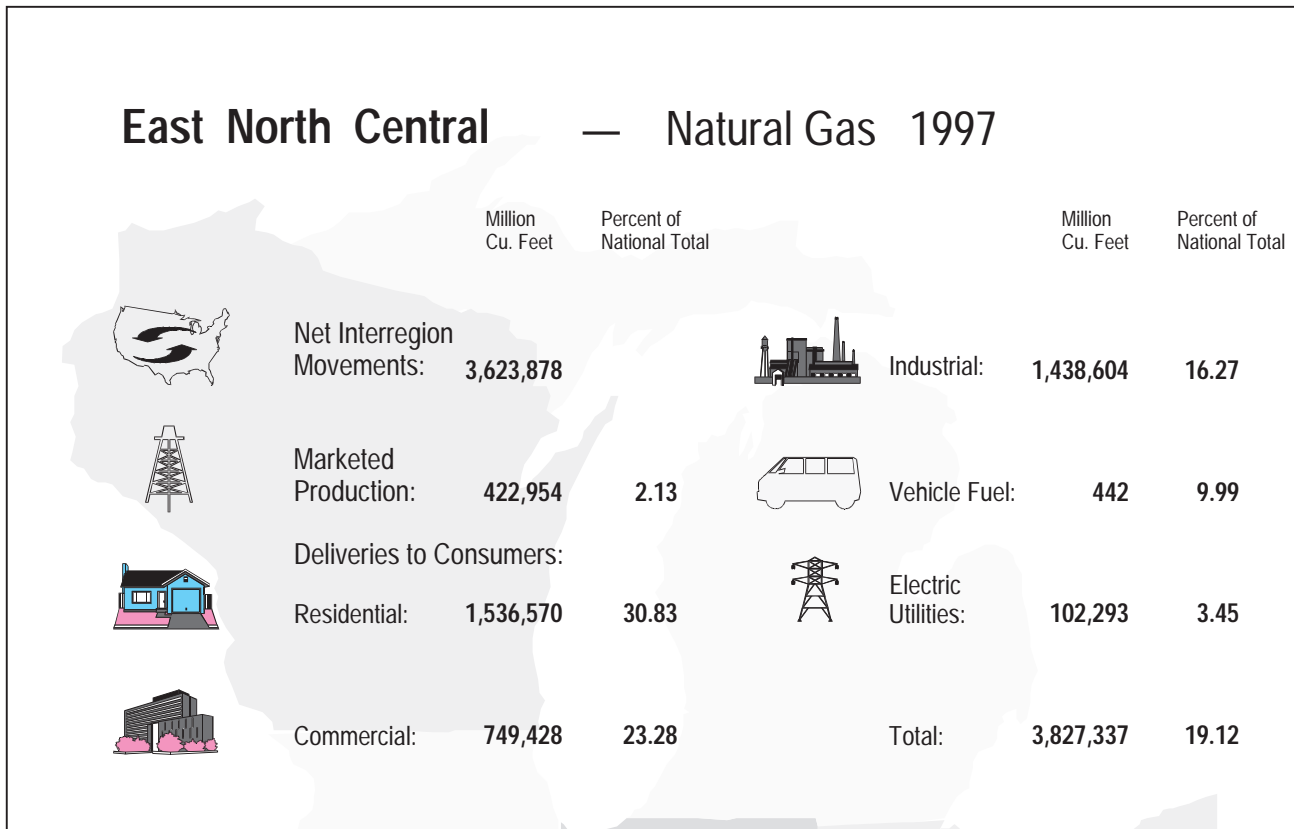 East North Central — Natural Gas 1997
Million Percent of
Cu. Feet National Total
Net Interregion
Movements: 3,623,878
Marketed
Production: 422,954 2.13
Deliveries to Consumers:
Residential: 1,536,570 30.83
Commercial: 749,428 23.28
Million Percent of
Cu. Feet National Total
Industrial: 1,438,604 16.27
Vehicle Fuel: 442 9.99
Electric
Utilities: 102,293 3.45
Total: 3,827,337 19.12